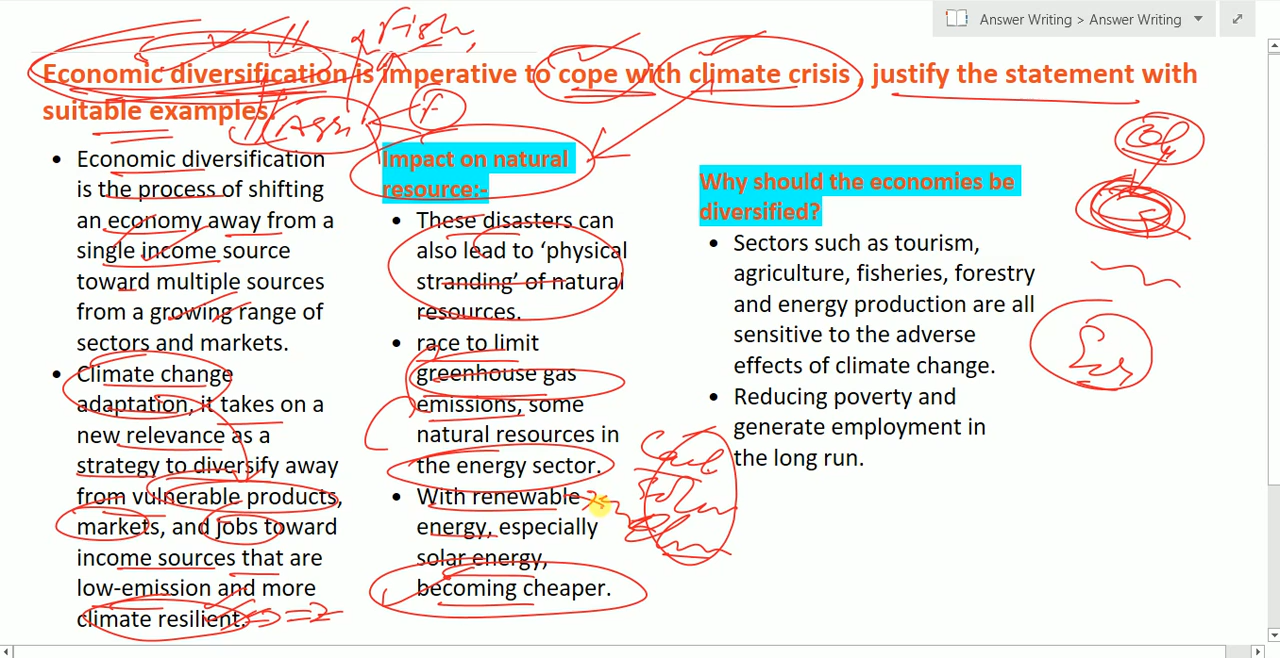 Answer Writing > Answer Writing
Fish,
Economic diversification is imperative to cope with climate crisis , justify the statement with
suitable examples.
Agri
F
• Economic diversification
is the process of shifting
an economy away from a
single income source
toward multiple sources
from a growing range of
sectors and markets.
• Climate change
adaptation, it takes on a
new relevance as a
strategy to diversify away
from vulnerable products,
markets, and jobs toward
income sources that are
low-emission and more
climate resilient.
Impact on natural
resource:-
• These disasters can
also lead to ‘physical
stranding’ of natural
resources.
• race to limit
greenhouse gas
emissions, some
natural resources in
the energy sector.
• With renewable
energy, especially
solar energy,
becoming cheaper.
Why should the economies be
diversified?
• Sectors such as tourism,
agriculture, fisheries, forestry
and energy production are all
sensitive to the adverse
effects of climate change.
• Reducing poverty and
generate employment in
the long run.